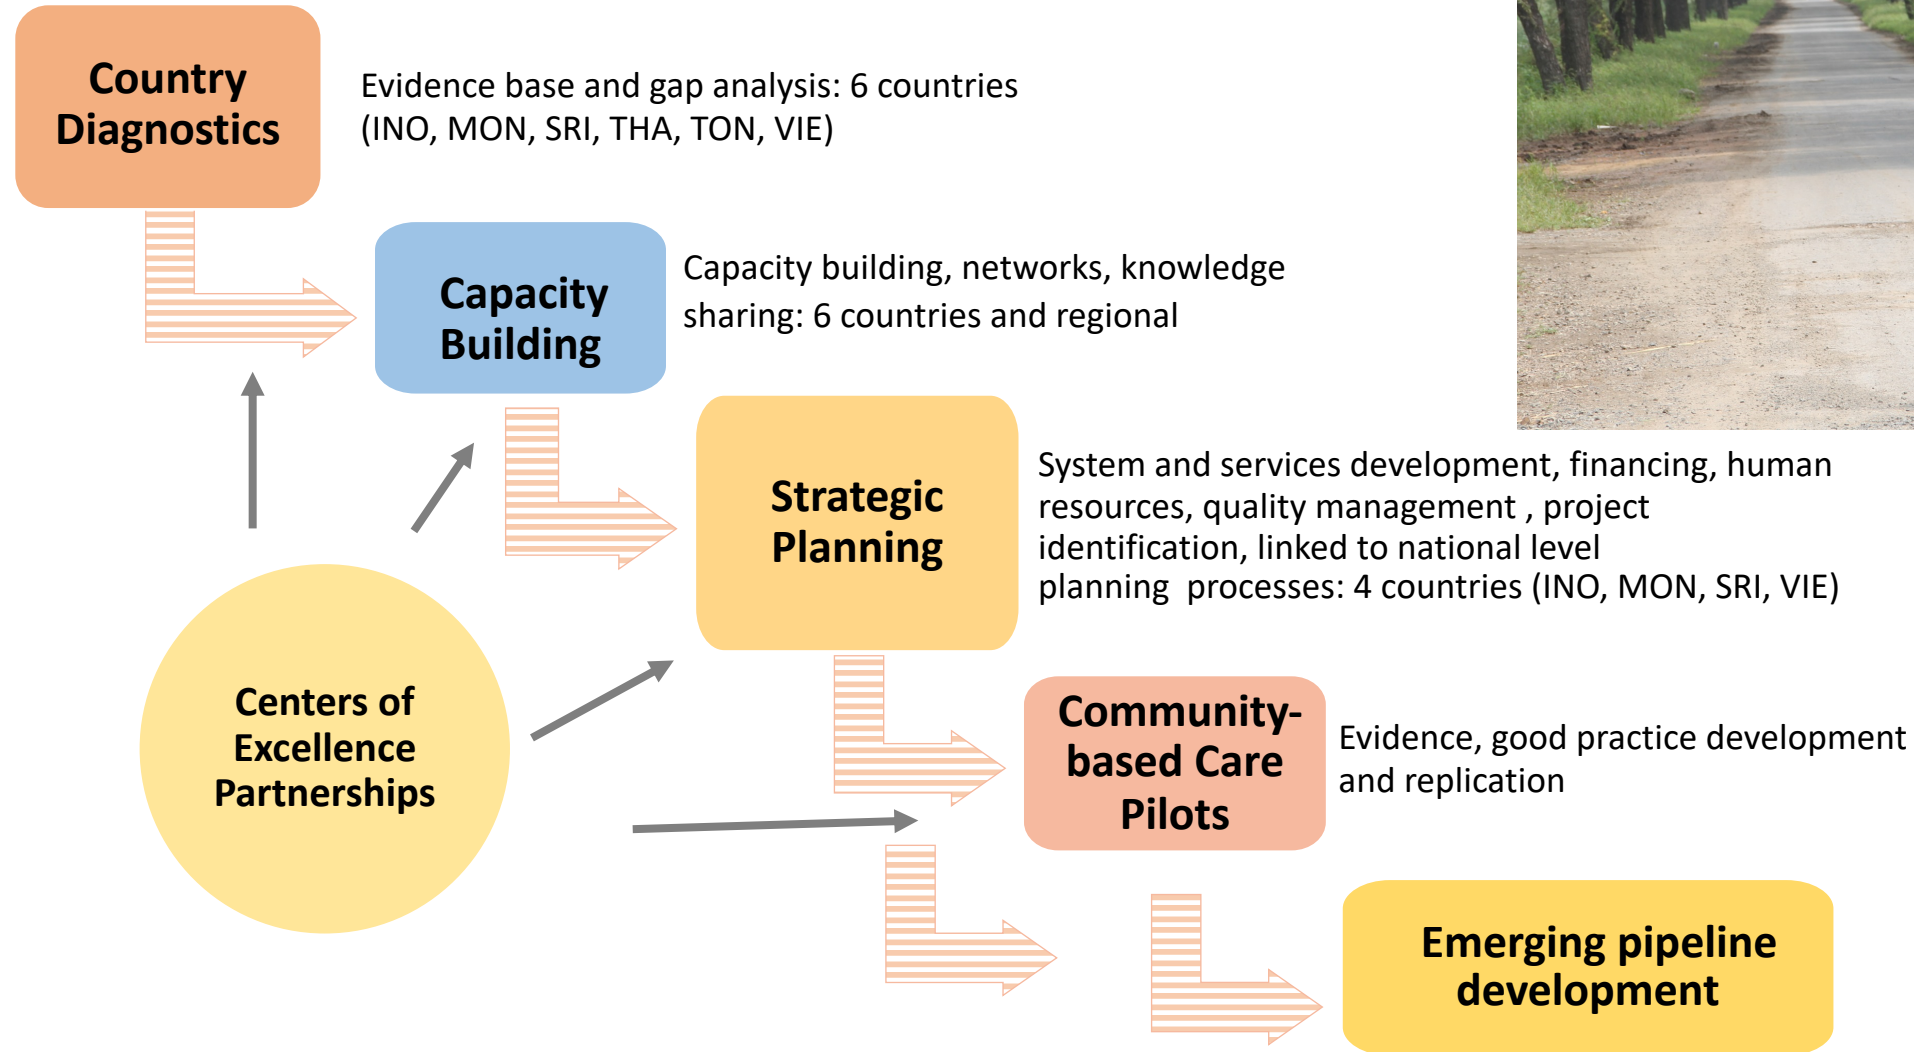 Country
Diagnostics
Evidence base and gap analysis: 6 countries
(INO, MON, SRI, THA, TON, VIE)
Capacity
Building
Capacity building, networks, knowledge
sharing: 6 countries and regional
Strategic
Planning
System and services development, financing, human
resources, quality management , project
identification, linked to national level
planning  processes: 4 countries (INO, MON, SRI, VIE)
Centers of
Excellence
Partnerships
Community-
based Care
Pilots
Evidence, good practice development
and replication
Emerging pipeline
development